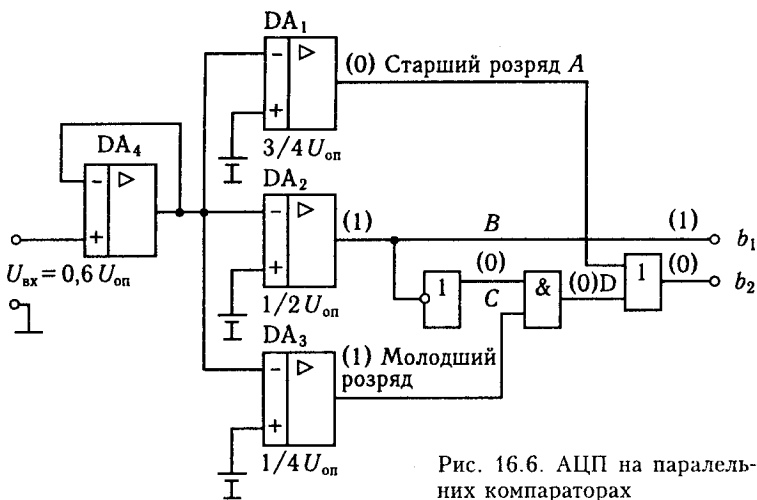 DA₁
(0) Старший розряд A
3/4 Uоп
DA₄
DA₂
(1)
B
(1)
b₁
(0)
1
C
&
(0)D
1
(0)
b₂
Uвх = 0,6 Uоп
1/2 Uоп
DA₃
(1) Молодший
розряд
1/4 Uоп
Рис. 16.6. АЦП на паралель-
них компараторах